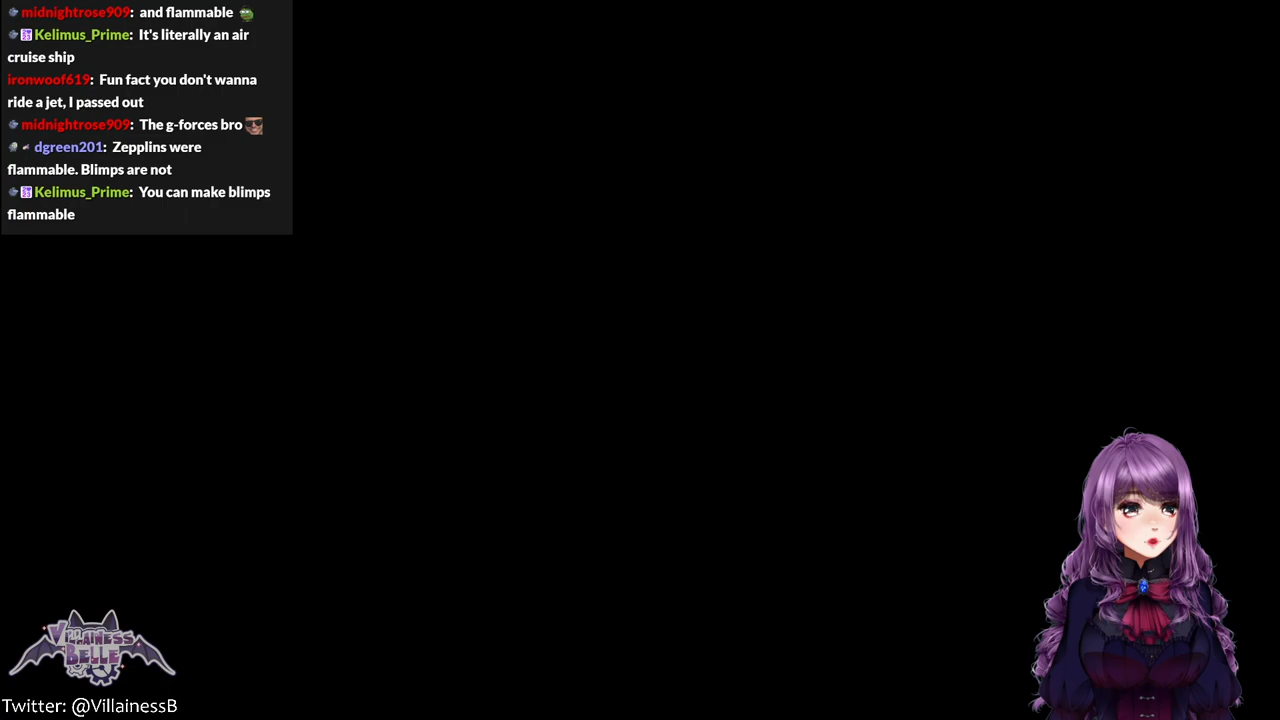 midnightrose909: and flammable
Kelimus_Prime: It's literally an air
cruise ship
ironwoof619: Fun fact you don't wanna
ride a jet, I passed out
midnightrose909: The g-forces bro
dgreen201: Zepplins were
flammable. Blimps are not
Kelimus_Prime: You can make blimps
flammable
VILLAINESS
BELLE
Twitter: @VillainessB